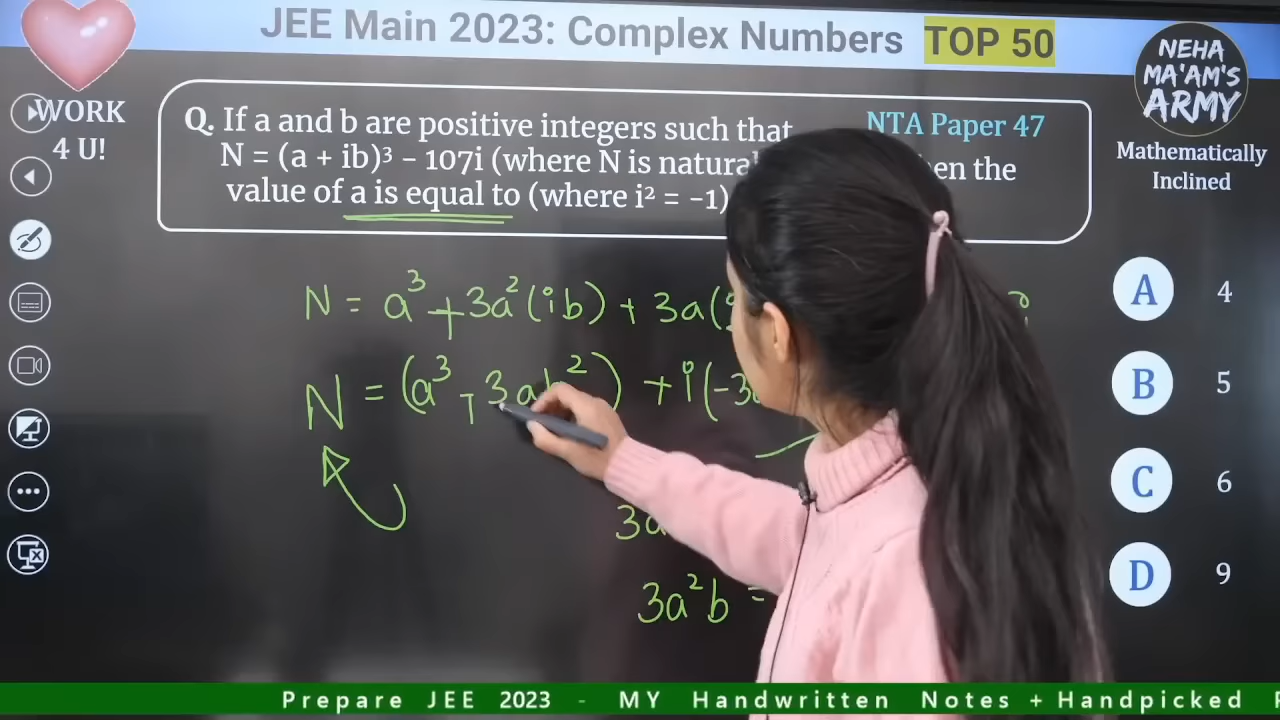 JEE Main 2023: Complex Numbers TOP 50
NEHA
MA'AM'S
ARMY
WORK
4 U!
Mathematically
Inclined
NTA Paper 47
Q. If a and b are positive integers such that
N = (a + ib)³ - 107i (where N is natural
value of a is equal to (where i² = -1)
the
N = a³ + 3a²(ib) + 3a(
N = (a³ - 3ab²) + i(-3
3a
3a²b =
A 4
B 5
C 6
D 9
Prepare JEE 2023 - MY Handwritten Notes + Handpicked